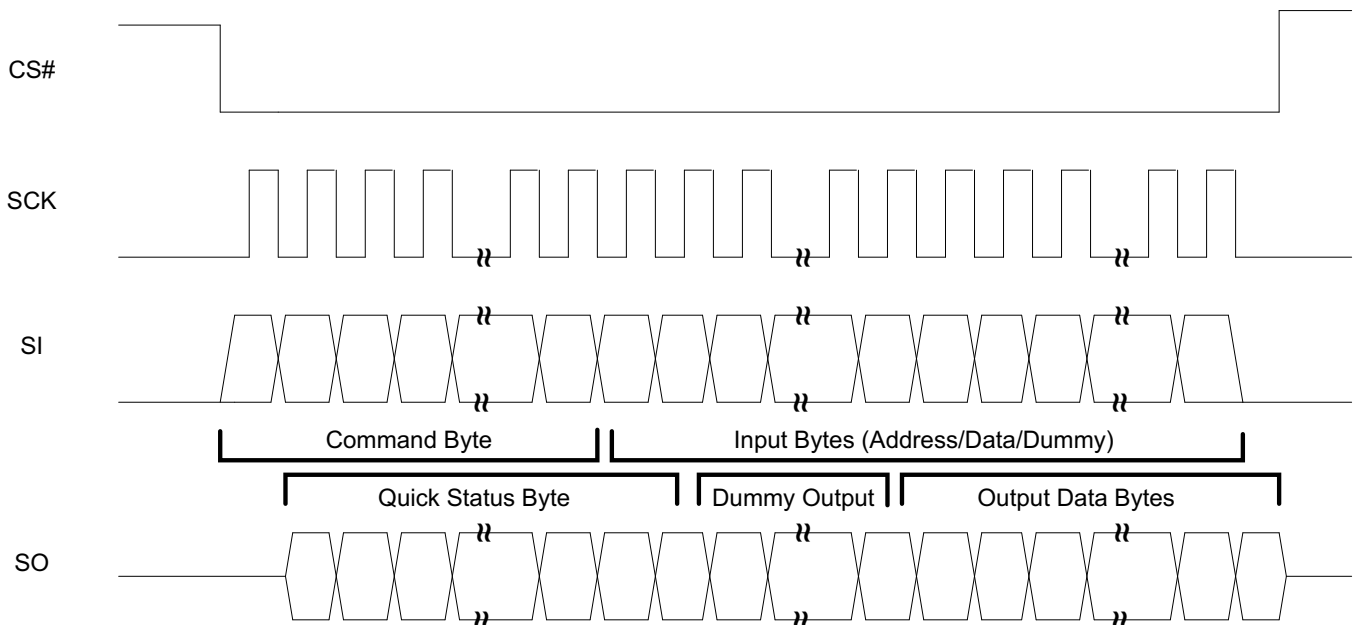 CS#
SCK
SI
Command Byte
Input Bytes (Address/Data/Dummy)
Quick Status Byte
Dummy Output
Output Data Bytes
SO